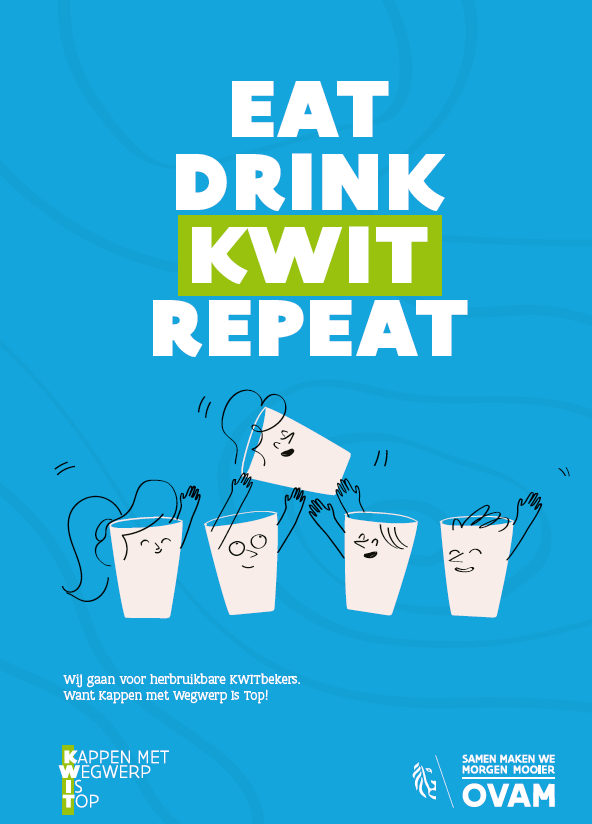 EAT
DRINK
KWIT
REPEAT
Wij gaan voor herbruikbare KWITbekers.
Want Kappen met Wegwerp Is Top!
KAPPEN MET
WEGWERP
IS
TOP
SAMEN MAKEN WE
MORGEN MOOIER
OVAM